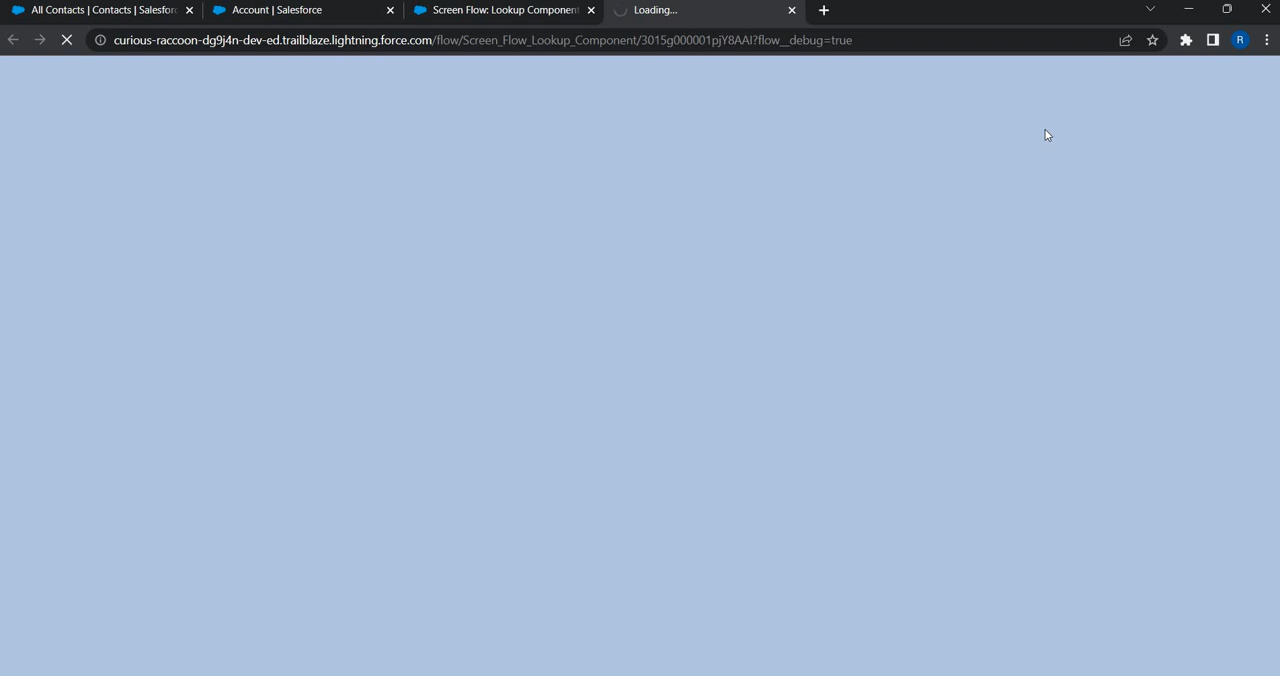 All Contacts | Contacts | Salesforc
Account | Salesforce
Screen Flow: Lookup Component
Loading...
curious-raccoon-dg9j4n-dev-ed.trailblaze.lightning.force.com/flow/Screen_Flow_Lookup_Component/3015g000001pjY8AAI?flow__debug=true
R